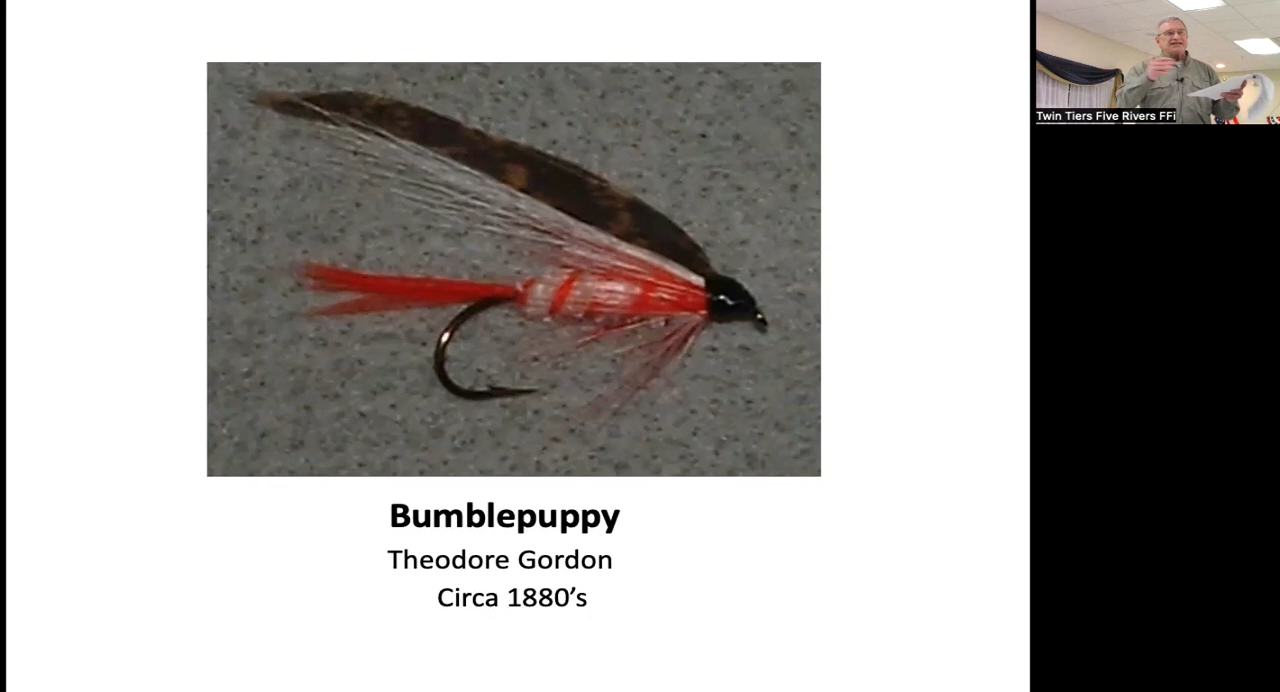 Bumblepuppy
Theodore Gordon
Circa 1880’s
Twin Tiers Five Rivers FFi